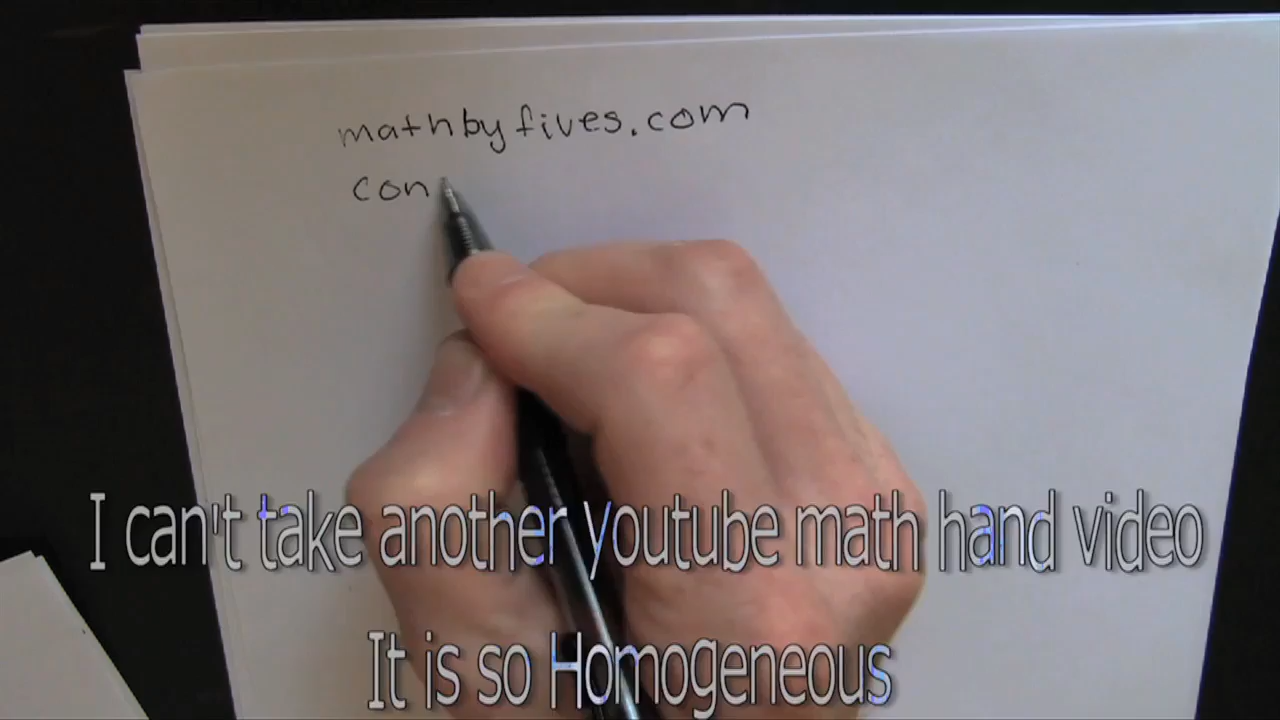 mathbyfives.com
con
I can't take another youtube math hand video
It is so Homogeneous